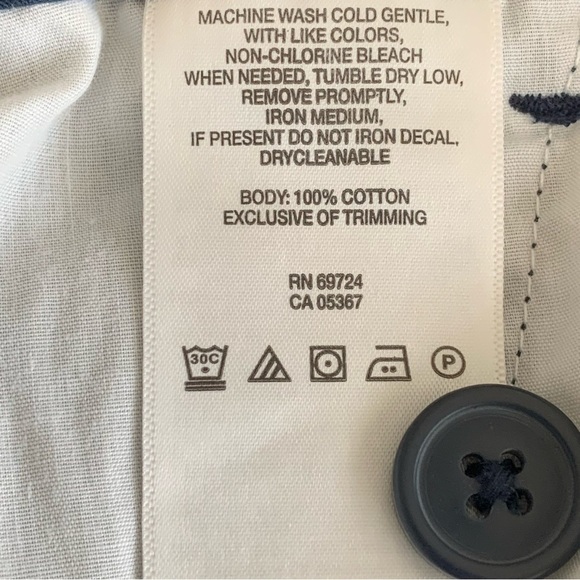 MACHINE WASH COLD GENTLE,
WITH LIKE COLORS,
NON-CHLORINE BLEACH
WHEN NEEDED, TUMBLE DRY LOW,
REMOVE PROMPTLY,
IRON MEDIUM,
IF PRESENT DO NOT IRON DECAL,
DRYCLEANABLE
BODY: 100% COTTON
EXCLUSIVE OF TRIMMING
RN 69724
CA 05367
30C P